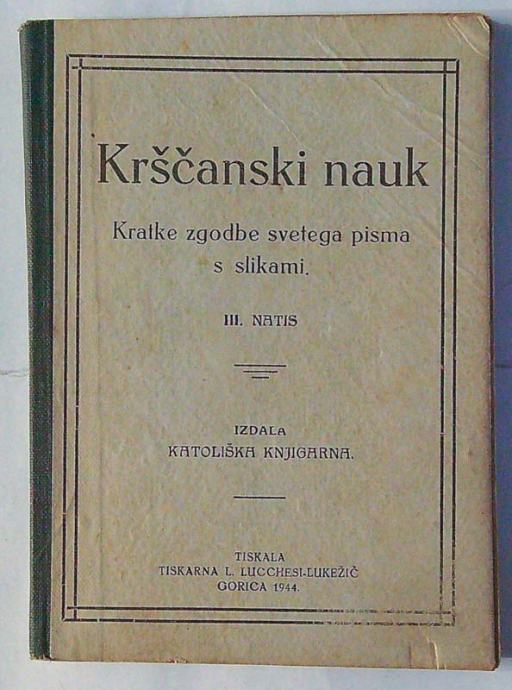 Krščanski nauk
Kratke zgodbe svetega pisma
s slikami.
III. NATIS
IZDALA
KATOLIŠKA KNJIGARNA.
TISKALA
TISKARNA L. LUCCHESI-LUKEŽIČ
GORICA 1944.